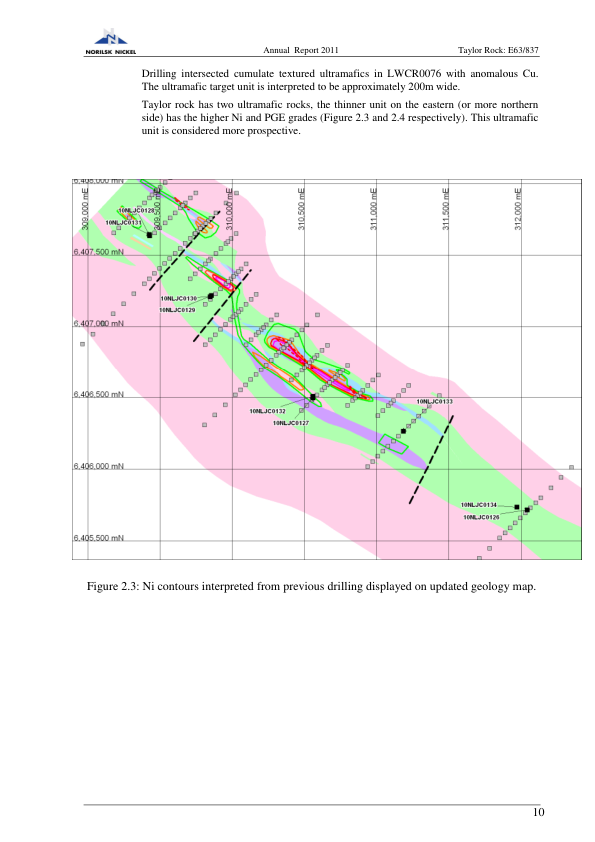 NORILSK NICKEL
Annual Report 2011
Taylor Rock: E63/837
Drilling intersected cumulate textured ultramafics in LWCR0076 with anomalous Cu.
The ultramafic target unit is interpreted to be approximately 200m wide.
Taylor rock has two ultramafic rocks, the thinner unit on the eastern (or more northern
side) has the higher Ni and PGE grades (Figure 2.3 and 2.4 respectively). This ultramafic
unit is considered more prospective.
6,408,000 mN
309,000 mE
309,500 mE
310,000 mE
310,500 mE
311,000 mE
311,500 mE
312,000 mE
10NLJC0128
10NLJC0131
6,407,500 mN
10NLJC0130
10NLJC0129
6,407,000 mN
6,406,500 mN
10NLJC0133
10NLJC0132
10NLJC0127
6,406,000 mN
10NLJC0134
10NLJC0126
6,405,500 mN
Figure 2.3: Ni contours interpreted from previous drilling displayed on updated geology map.
10